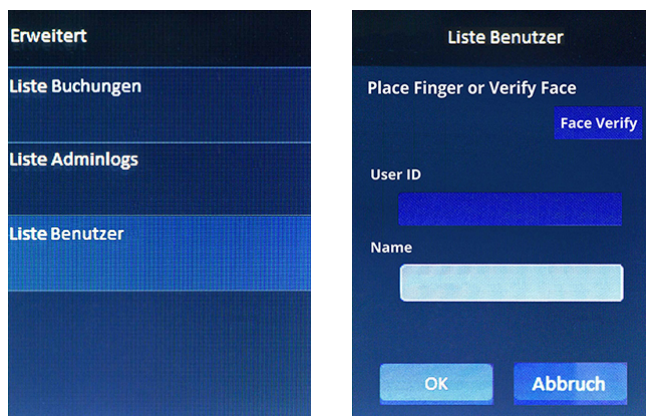 Erweitert
Liste Buchungen
Liste Adminlogs
Liste Benutzer
Liste Benutzer
Place Finger or Verify Face
Face Verify
User ID
Name
OK
Abbruch